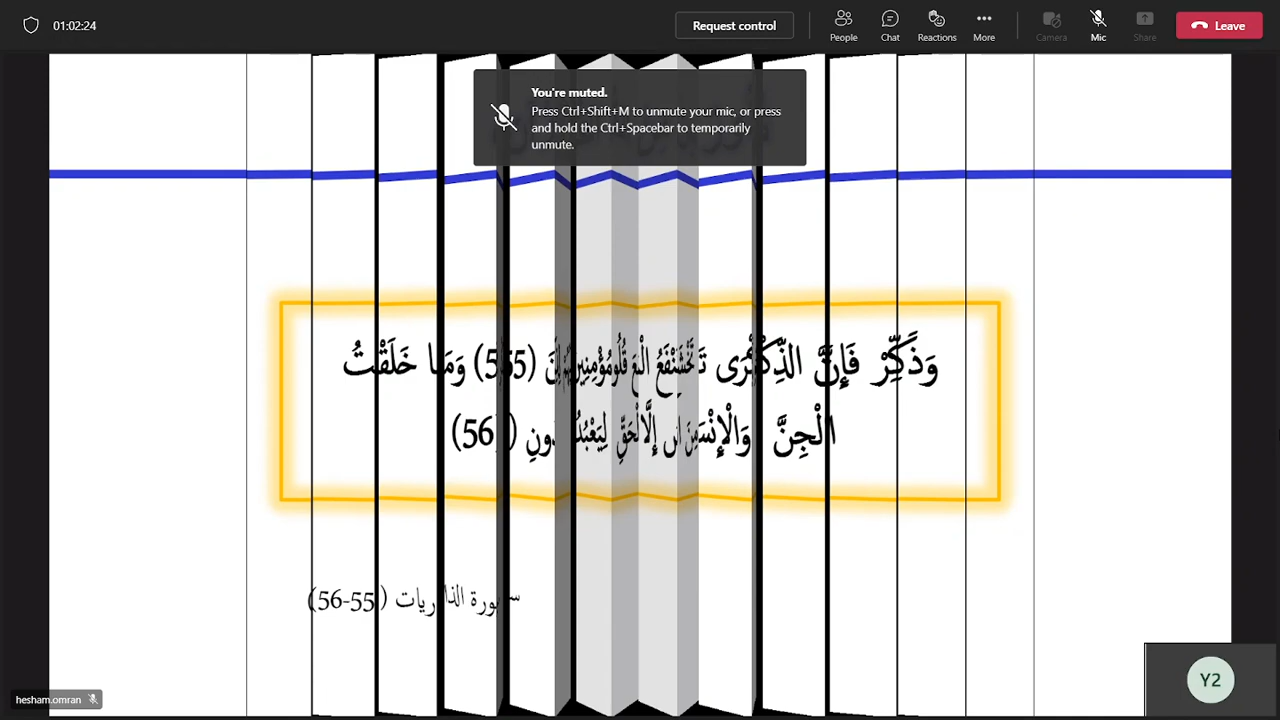 01:02:24
Request control
People
Chat
Reactions
More
Camera
Mic
Share
Leave
You're muted.
Press Ctrl+Shift+M to unmute your mic, or press
and hold the Ctrl+Spacebar to temporarily
unmute.
وَذَكِّرْ فَإِنَّ الذِّكْرَى (55) وَمَا خَلَقْتُ
الْجِنَّ وَالْإِنْسَ إِلَّا (56)
سورة الذاريات (55-56)
hesham.omran
Y2